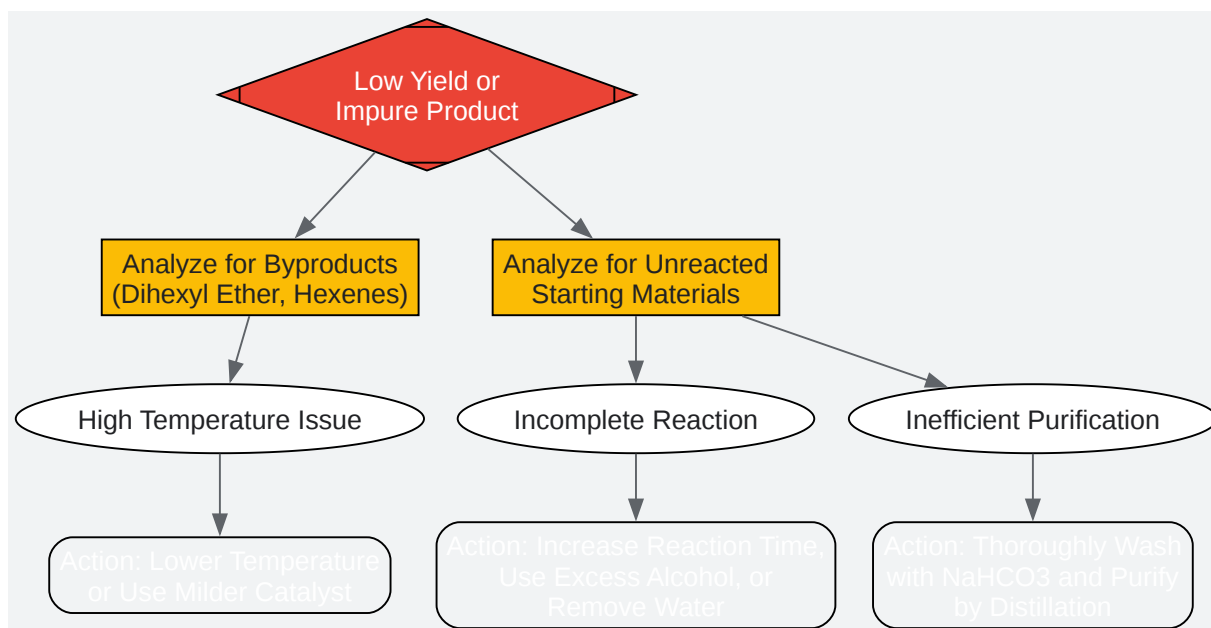 Low Yield or
Impure Product
Analyze for Byproducts
(Dihexyl Ether, Hexenes)
Analyze for Unreacted
Starting Materials
High Temperature Issue
Incomplete Reaction
Inefficient Purification
Action: Lower Temperature
or Use Milder Catalyst
Action: Increase Reaction Time,
Use Excess Alcohol, or
Remove Water
Action: Thoroughly Wash
with NaHCO3 and Purify
by Distillation